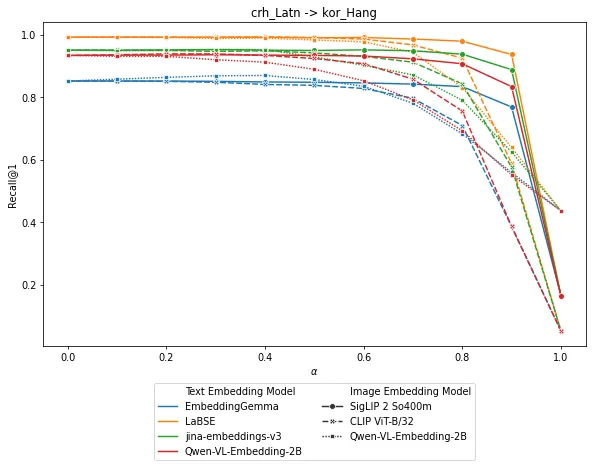 crh_Latn -> kor_Hang
Recall@1
1.0
0.8
0.6
0.4
0.2
0.0
0.2
0.4
0.6
0.8
1.0
α
Text Embedding Model
EmbeddingGemma
LaBSE
jina-embeddings-v3
Qwen-VL-Embedding-2B
Image Embedding Model
SigLIP 2 So400m
CLIP ViT-B/32
Qwen-VL-Embedding-2B